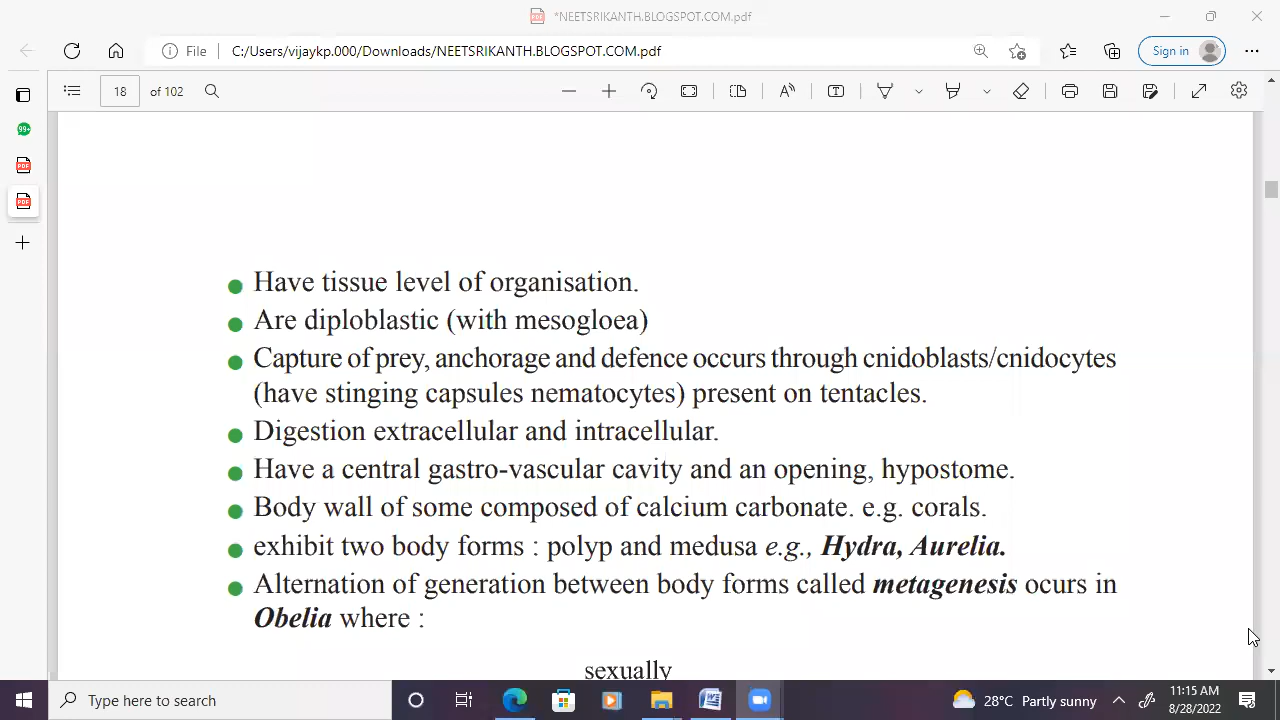 *NEETSRIKANTH.BLOGSPOT.COM.pdf
File
C:/Users/vijaykp.000/Downloads/NEETSRIKANTH.BLOGSPOT.COM.pdf
Sign in
18 of 102
99+
PDF
PDF
PDF
Have tissue level of organisation.
Are diploblastic (with mesogloea)
Capture of prey, anchorage and defence occurs through cnidoblasts/cnidocytes
(have stinging capsules nematocytes) present on tentacles.
Digestion extracellular and intracellular.
Have a central gastro-vascular cavity and an opening, hypostome.
Body wall of some composed of calcium carbonate. e.g. corals.
exhibit two body forms : polyp and medusa e.g., Hydra, Aurelia.
Alternation of generation between body forms called metagenesis ocurs in
Obelia where :
sexually
Type here to search
28°C Partly sunny
11:15 AM
8/28/2022